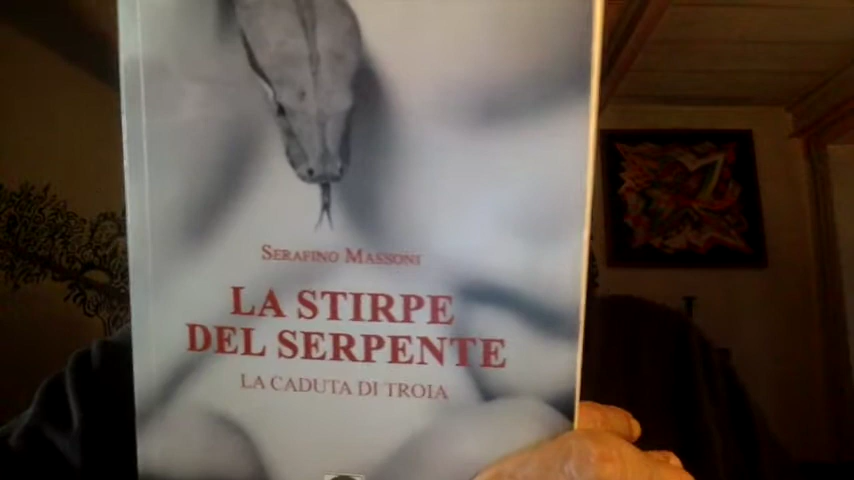 SERAFINO MASSONI
LA STIRPE
DEL SERPENTE
LA CADUTA DI TROIA